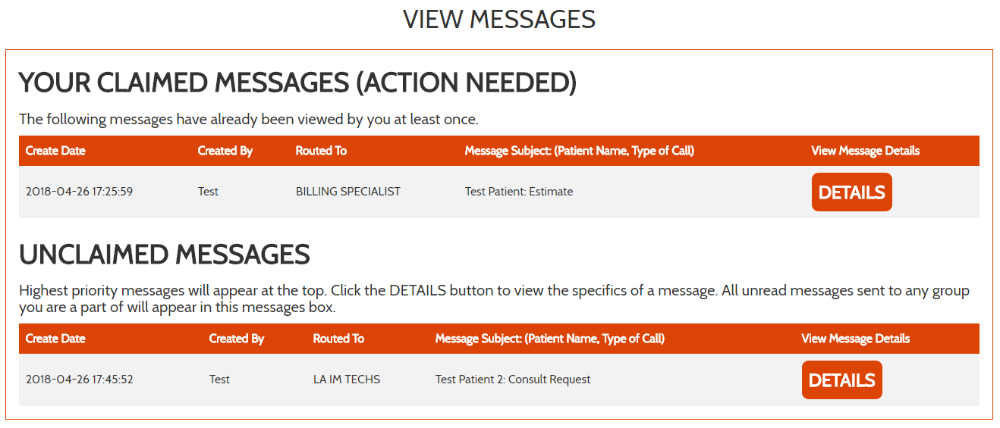 VIEW MESSAGES
YOUR CLAIMED MESSAGES (ACTION NEEDED)
The following messages have already been viewed by you at least once.
Create Date Created By Routed To Message Subject: (Patient Name, Type of Call) View Message Details
2018-04-26 17:25:59 Test BILLING SPECIALIST Test Patient: Estimate DETAILS
UNCLAIMED MESSAGES
Highest priority messages will appear at the top. Click the DETAILS button to view the specifics of a message. All unread messages sent to any group
you are a part of will appear in this messages box.
Create Date Created By Routed To Message Subject: (Patient Name, Type of Call) View Message Details
2018-04-26 17:45:52 Test LA IM TECHS Test Patient 2: Consult Request DETAILS